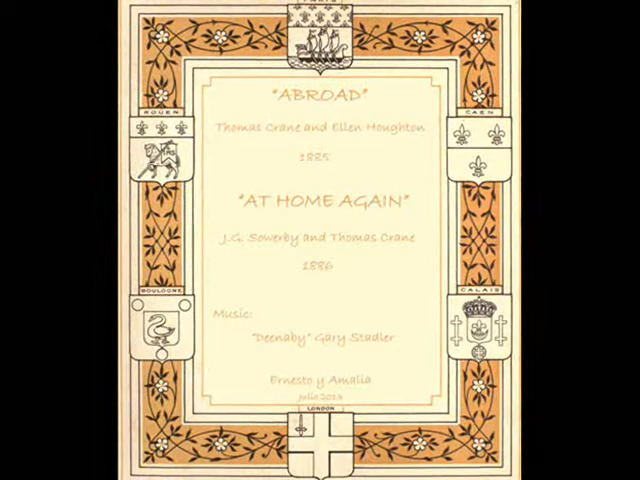 PARIS
"ABROAD"
Thomas Crane and Ellen Houghton
1885
ROUEN
CAEN
"AT HOME AGAIN"
J.G. Sowerby and Thomas Crane
1886
BOULOGNE
CALAIS
Music:
"Deenaby" Gary Stadler
Ernesto y Amalia
julio 2013
LONDON